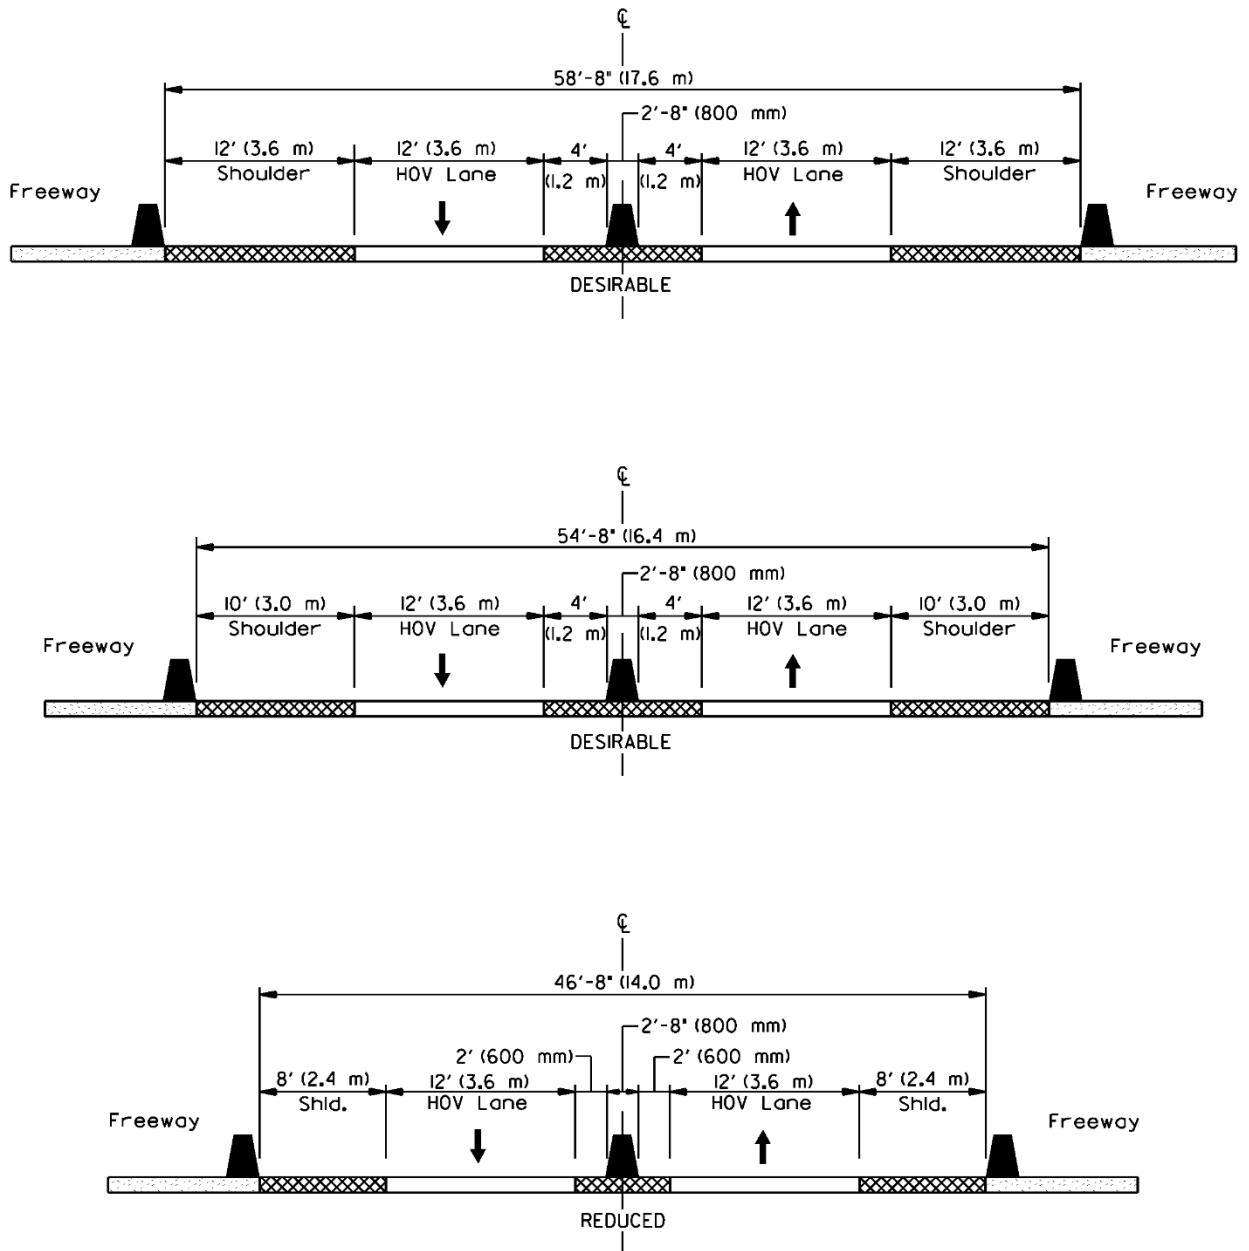 ℄
58'-8" (17.6 m)
2'-8" (800 mm)
12' (3.6 m) 12' (3.6 m) 4' 4' 12' (3.6 m) 12' (3.6 m)
Shoulder HOV Lane (1.2 m) (1.2 m) HOV Lane Shoulder
Freeway Freeway
DESIRABLE
℄
54'-8" (16.4 m)
2'-8" (800 mm)
10' (3.0 m) 12' (3.6 m) 4' 4' 12' (3.6 m) 10' (3.0 m)
Shoulder HOV Lane (1.2 m) (1.2 m) HOV Lane Shoulder
Freeway Freeway
DESIRABLE
℄
46'-8" (14.0 m)
2'-8" (800 mm)
2' (600 mm) 2' (600 mm)
8' (2.4 m) 12' (3.6 m) 12' (3.6 m) 8' (2.4 m)
Shld. HOV Lane HOV Lane Shld.
Freeway Freeway
REDUCED